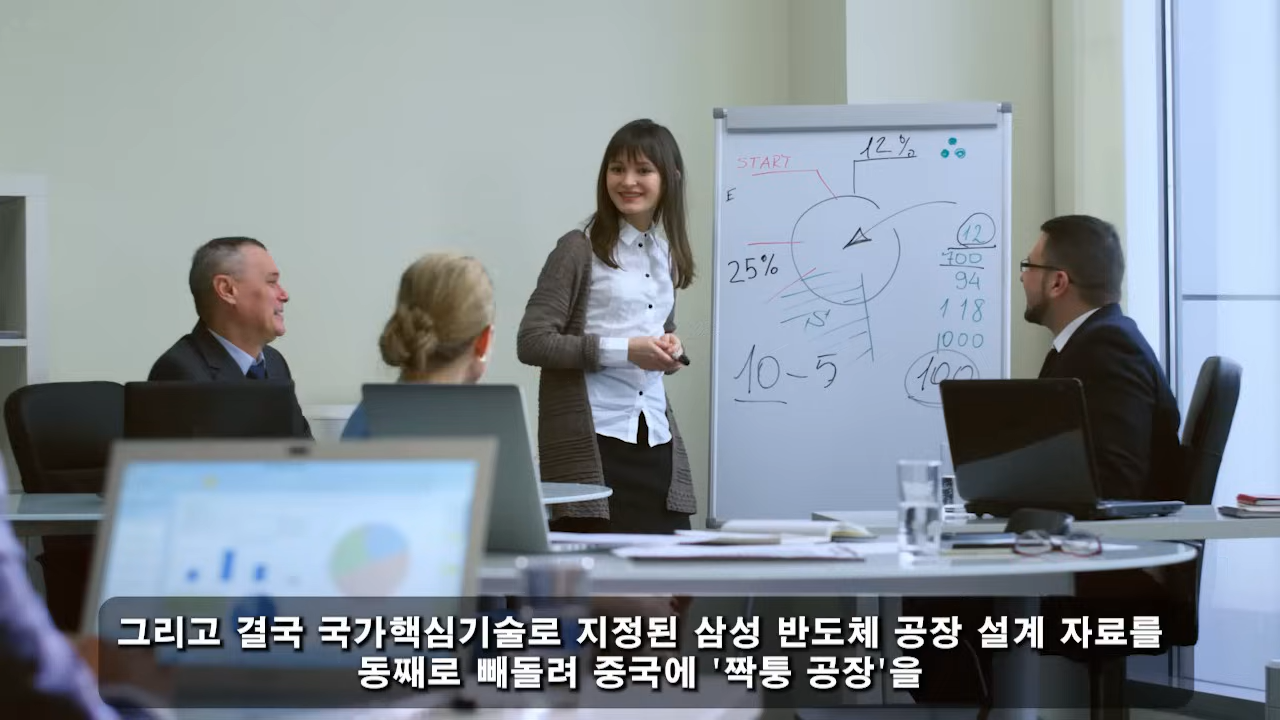 START
12%
E
25%
12
700
94
118
1000
10-5
100
그리고 결국 국가핵심기술로 지정된 삼성 반도체 공장 설계 자료를
동째로 빼돌려 중국에 '짝퉁 공장'을